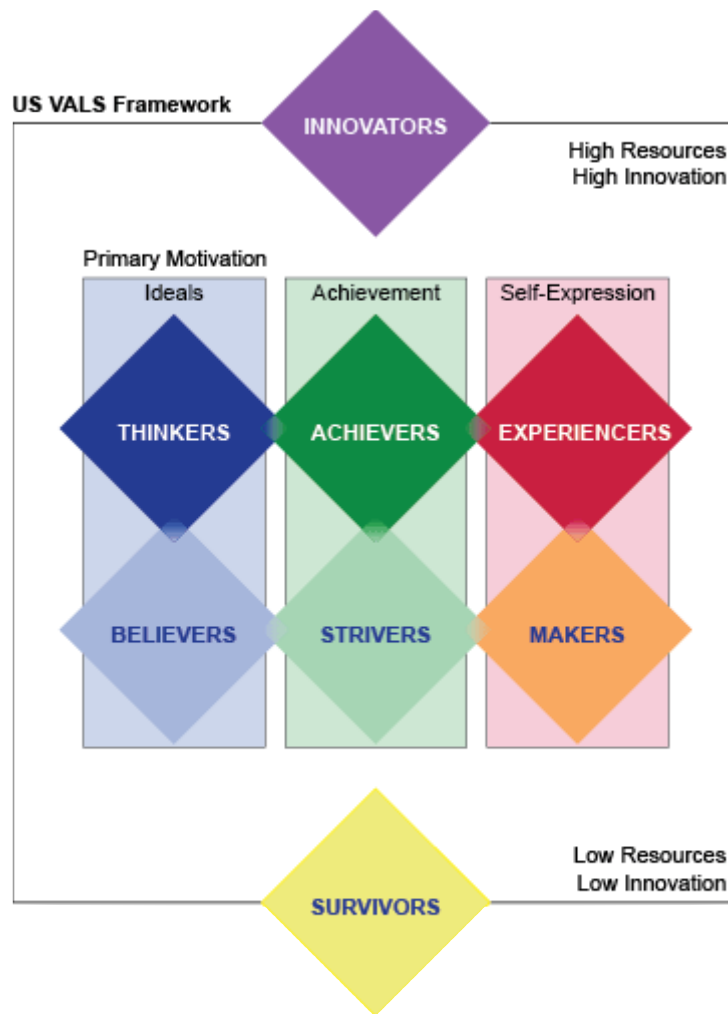 US VALS Framework
INNOVATORS
High Resources
High Innovation
Primary Motivation
Ideals
Achievement
Self-Expression
THINKERS
ACHIEVERS
EXPERIENCERS
BELIEVERS
STRIVERS
MAKERS
Low Resources
Low Innovation
SURVIVORS